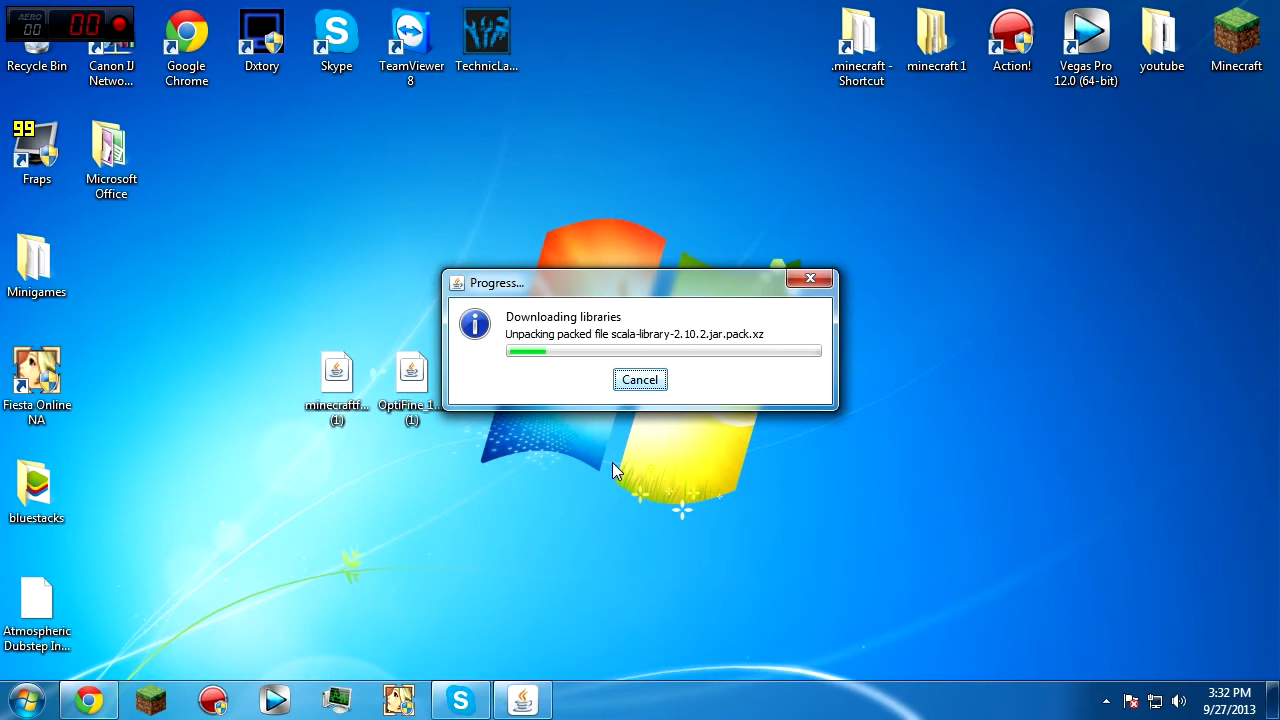 AERO
00
00
Recycle Bin
Canon IJ
Netwo...
Google
Chrome
Dxtory
Skype
TeamViewer
8
TechnicLa...
.minecraft -
Shortcut
minecraft 1
Action!
Vegas Pro
12.0 (64-bit)
youtube
Minecraft
99
Fraps
Microsoft
Office
Minigames
Progress...
Downloading libraries
Unpacking packed file scala-library-2.10.2.jar.pack.xz
Cancel
Fiesta Online
NA
minecraftf...
(1)
OptiFine_1...
(1)
bluestacks
Atmospheric
Dubstep In...
3:32 PM
9/27/2013